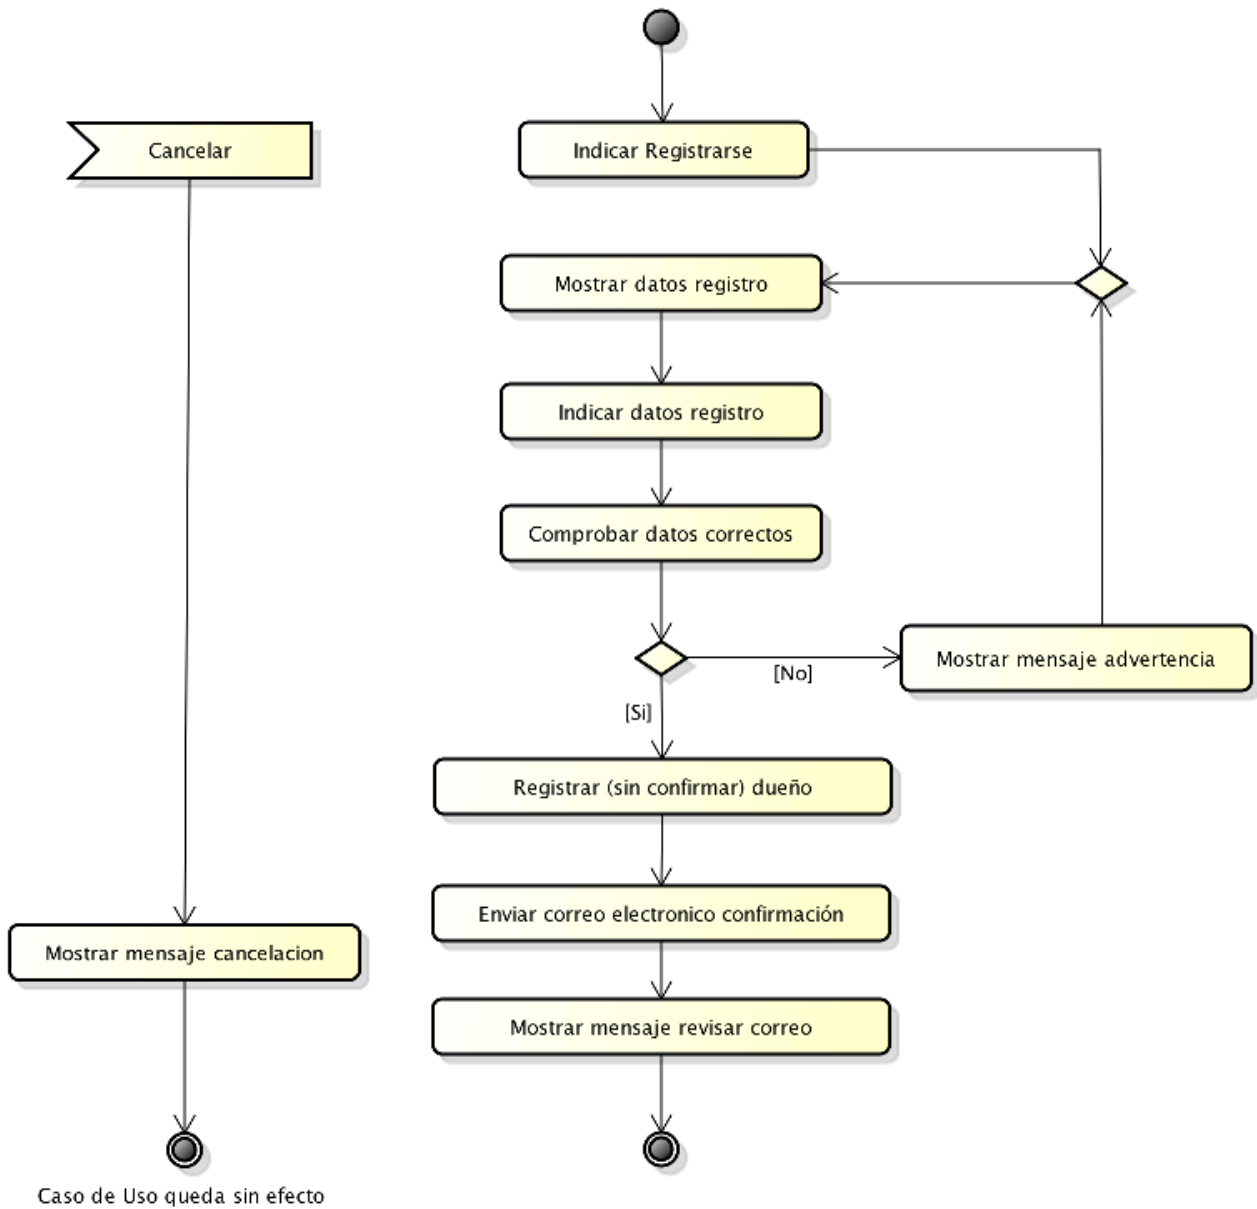 Cancelar
Indicar Registrarse
Mostrar datos registro
Indicar datos registro
Comprobar datos correctos
[No]
Mostrar mensaje advertencia
[Si]
Registrar (sin confirmar) dueño
Enviar correo electronico confirmación
Mostrar mensaje cancelacion
Mostrar mensaje revisar correo
Caso de Uso queda sin efecto